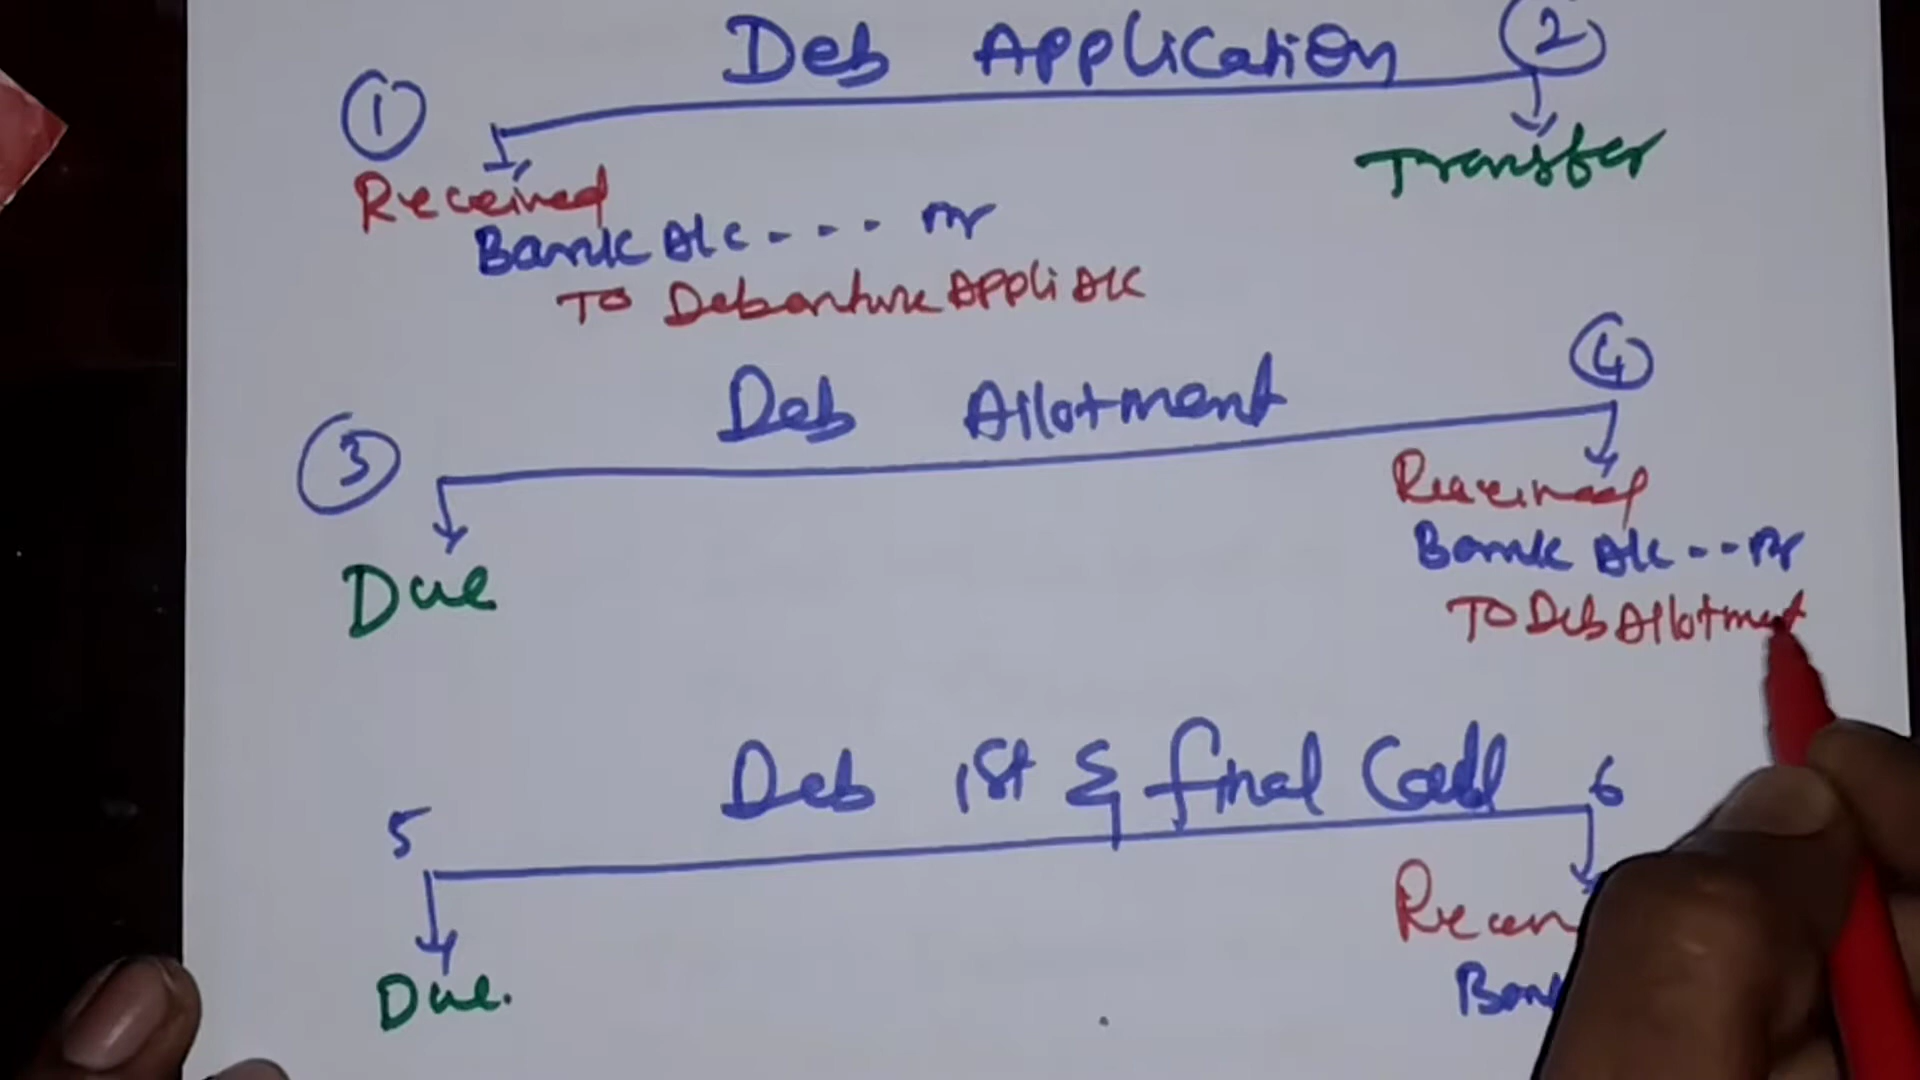 Deb Application
1
2
Received
Transfer
Bank A/c - - - Dr
To Debenture Appli A/c
Deb Allotment
3
4
Due
Received
Bank A/c - - Dr
To Deb Allotment
Deb 1st & final Call
5
6
Due.